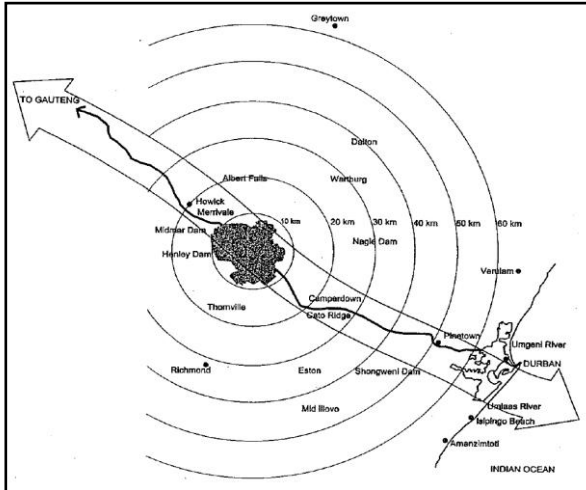 Greytown
TO GAUTENG
Dalton
Albert Falls
Wartburg
Howick
Merrivale
10 km
20 km
30 km
40 km
50 km
60 km
Midmar Dam
Nagle Dam
Henley Dam
Verulam
Camperdown
Thornville
Cato Ridge
Pinetown
Umgeni River
DURBAN
Richmond
Eston
Shongweni Dam
Mid Illovo
Umlaas River
Isipingo Beach
Amanzimtoti
INDIAN OCEAN